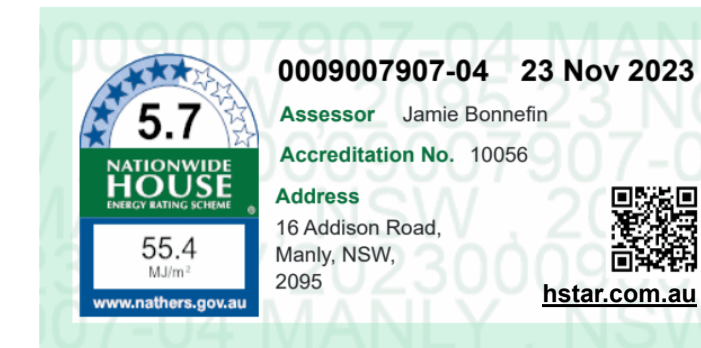 0009007907-04 23 Nov 2023
5.7
NATIONWIDE
HOUSE
ENERGY RATING SCHEME ®
55.4
MJ/m²
www.nathers.gov.au
Assessor Jamie Bonnefin
Accreditation No. 10056
Address
16 Addison Road,
Manly, NSW,
2095
hstar.com.au